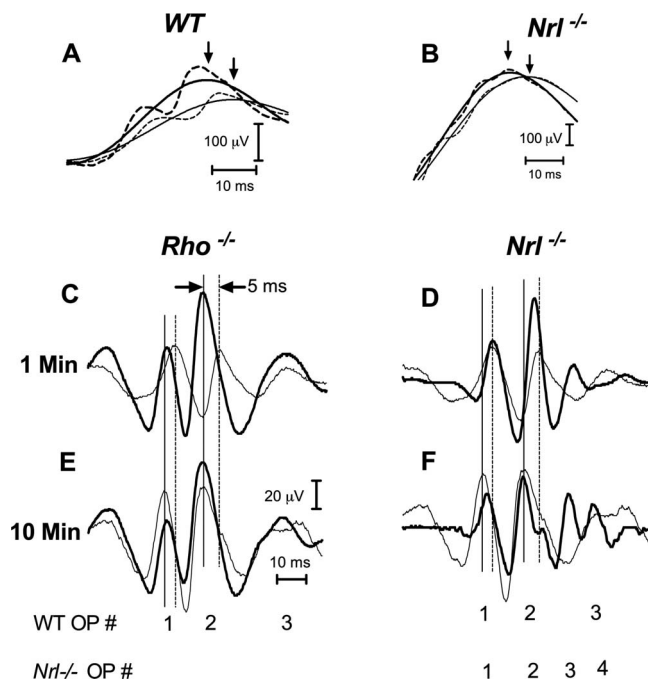 WT
Nrl -/-
A
B
100 µV
10 ms
100 µV
10 ms
Rho -/-
Nrl -/-
C
5 ms
D
1 Min
E
F
20 µV
10 Min
10 ms
WT OP # 1 2 3
1 2 3
Nrl-/- OP # 1 2 3 4